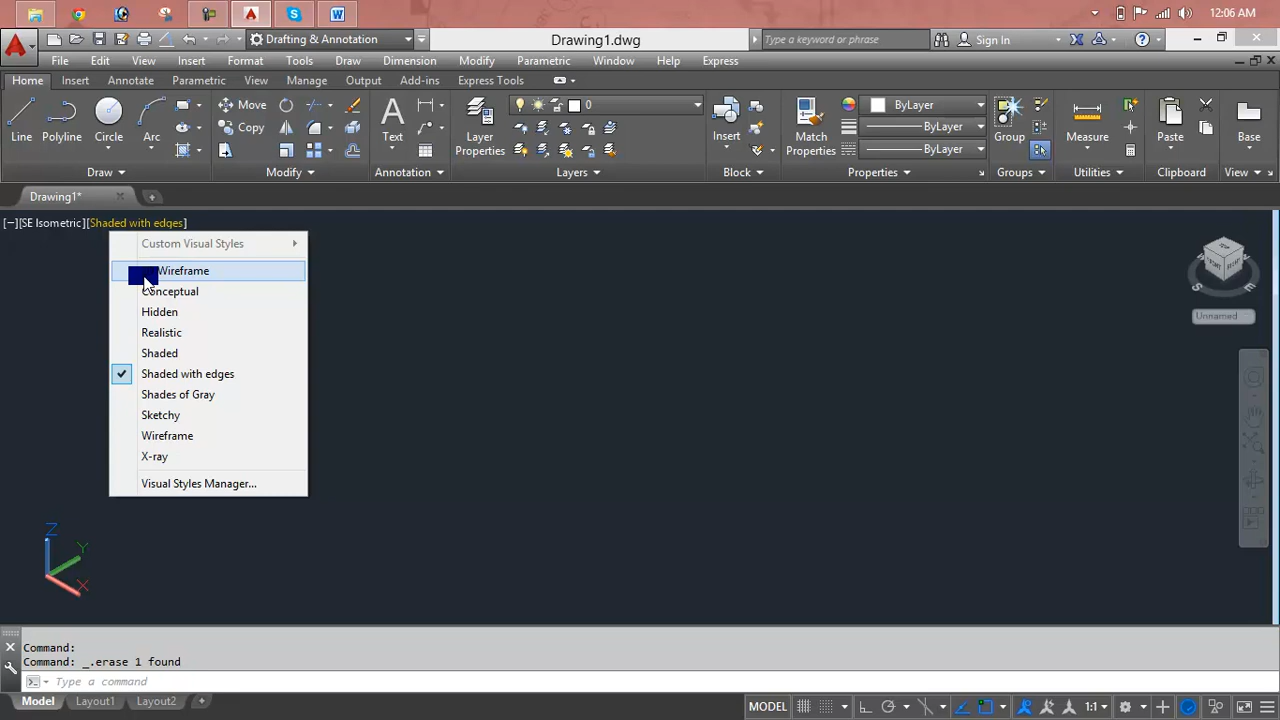 12:06 AM
Drafting & Annotation
Drawing1.dwg
Type a keyword or phrase
Sign In
File Edit View Insert Format Tools Draw Dimension Modify Parametric Window Help Express
Home Insert Annotate Parametric View Manage Output Add-ins Express Tools
Move
0
ByLayer
Copy
ByLayer
Line Polyline Circle Arc Text Layer Properties Insert Match Properties ByLayer Group Measure Paste Base
Draw Modify Annotation Layers Block Properties Groups Utilities Clipboard View
Drawing1*
[−][SE Isometric][Shaded with edges]
Custom Visual Styles
Wireframe
Conceptual
Hidden
Realistic
Shaded
Shaded with edges
Shades of Gray
Sketchy
Wireframe
X-ray
Visual Styles Manager...
FRONT
S E
Unnamed
Z
Y
X
Command:
Command: _.erase 1 found
Type a command
Model Layout1 Layout2
MODEL
1:1